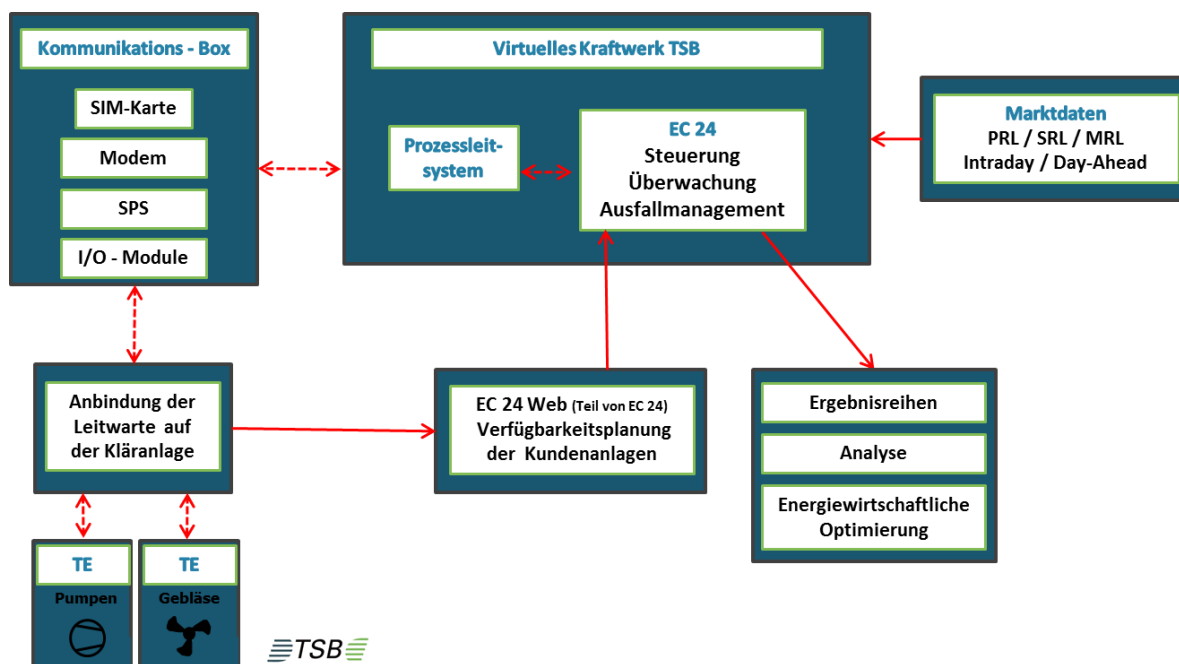 Kommunikations - Box
SIM-Karte
Modem
SPS
I/O - Module
Virtuelles Kraftwerk TSB
Prozessleit-
system
EC 24
Steuerung
Überwachung
Ausfallmanagement
Marktdaten
PRL / SRL / MRL
Intraday / Day-Ahead
Anbindung der
Leitwarte auf
der Kläranlage
EC 24 Web (Teil von EC 24)
Verfügbarkeitsplanung
der Kundenanlagen
Ergebnisreihen
Analyse
Energiewirtschaftliche
Optimierung
TE
Pumpen
TE
Gebläse
TSB